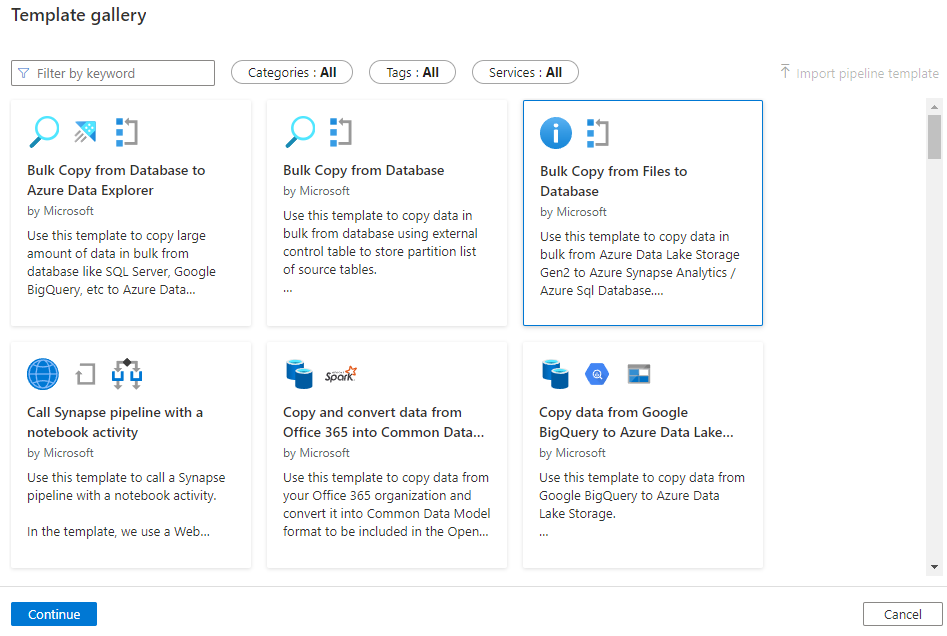 Template gallery
Filter by keyword
Categories : All
Tags : All
Services : All
Import pipeline template
Bulk Copy from Database to
Azure Data Explorer
by Microsoft
Use this template to copy large
amount of data in bulk from
database like SQL Server, Google
BigQuery, etc to Azure Data...
Bulk Copy from Database
by Microsoft
Use this template to copy data in
bulk from database using external
control table to store partition list
of source tables.
...
Bulk Copy from Files to
Database
by Microsoft
Use this template to copy data in
bulk from Azure Data Lake Storage
Gen2 to Azure Synapse Analytics /
Azure Sql Database....
Call Synapse pipeline with a
notebook activity
by Microsoft
Use this template to call a Synapse
pipeline with a notebook activity.
In the template, we use a Web...
Spark
Copy and convert data from
Office 365 into Common Data...
by Microsoft
Use this template to copy data from
your Office 365 organization and
convert it into Common Data Model
format to be included in the Open...
Copy data from Google
BigQuery to Azure Data Lake...
by Microsoft
Use this template to copy data from
Google BigQuery to Azure Data
Lake Storage.
...
Continue
Cancel